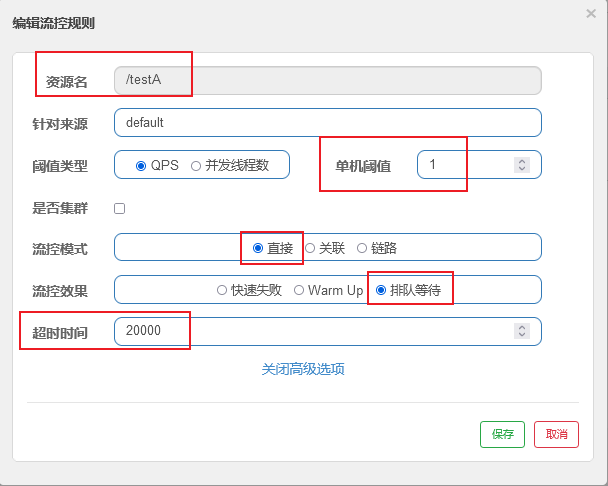 编辑流控规则
资源名 /testA
针对来源 default
阈值类型 QPS 并发线程数 单机阈值 1
是否集群
流控模式 直接 关联 链路
流控效果 快速失败 Warm Up 排队等待
超时时间 20000
关闭高级选项
保存 取消